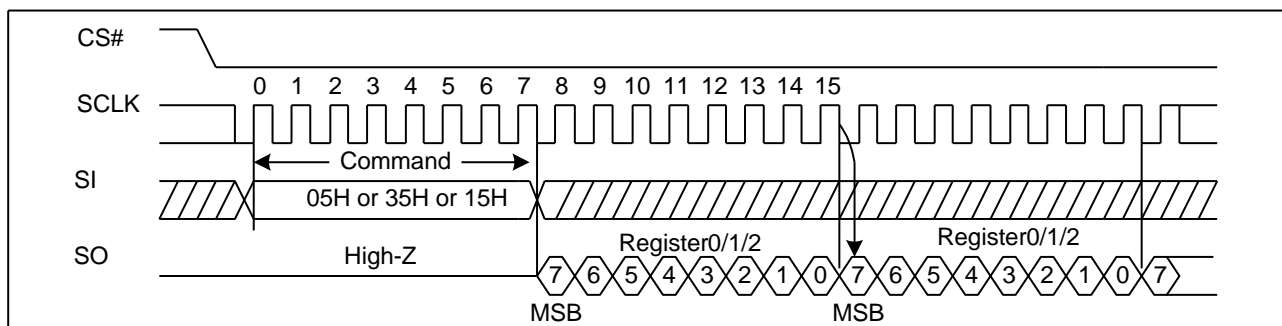 CS#
0 1 2 3 4 5 6 7 8 9 10 11 12 13 14 15
SCLK
Command
SI
05H or 35H or 15H
Register0/1/2 Register0/1/2
SO
High-Z
7 6 5 4 3 2 1 0 7 6 5 4 3 2 1 0 7
MSB MSB